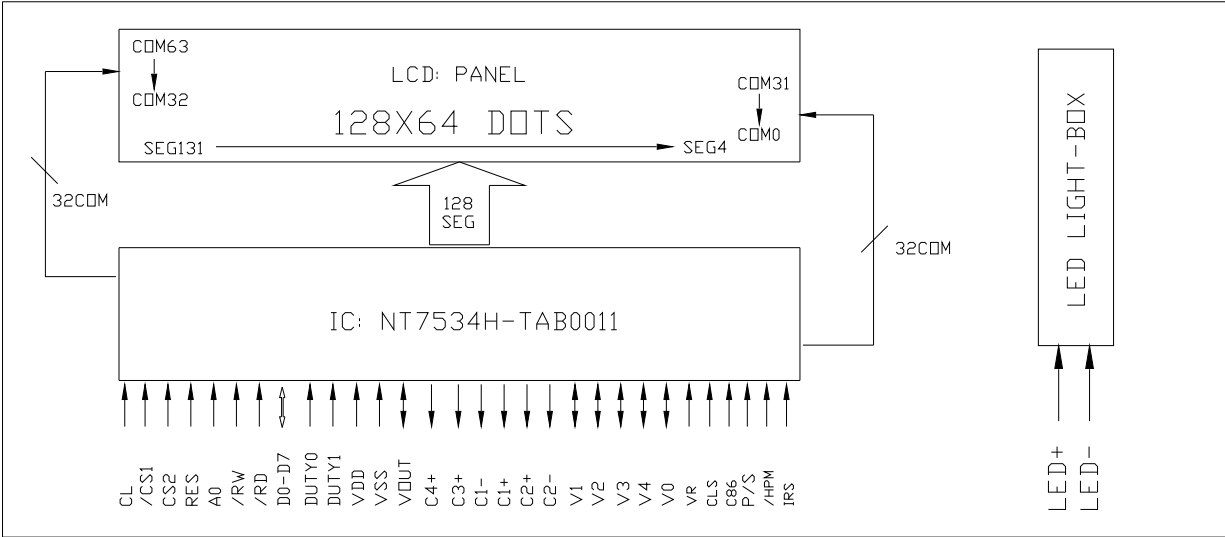 COM63
COM32
LCD: PANEL
128X64 DOTS
COM31
COM0
SEG131
SEG4
32COM
128
SEG
32COM
IC: NT7534H-TAB0011
CL
/CS1
CS2
RES
A0
/RW
/RD
D0-D7
DUTY0
DUTY1
VDD
VSS
VOUT
C4+
C3+
C1-
C1+
C2+
C2-
V1
V2
V3
V4
V0
VR
CLS
C86
P/S
/HPM
IRS
LED LIGHT-BOX
LED+
LED-